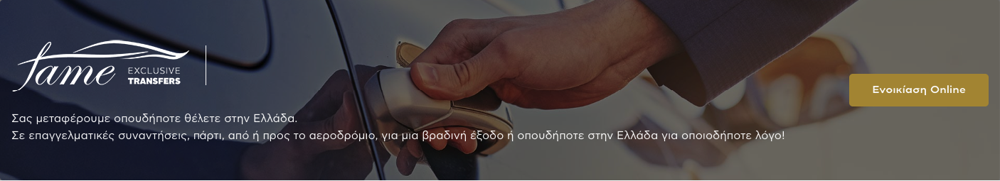 fame
EXCLUSIVE
TRANSFERS
Σας μεταφέρουμε οπουδήποτε θέλετε στην Ελλάδα.
Σε επαγγελματικές συναντήσεις, πάρτι, από ή προς το αεροδρόμιο, για μια βραδινή έξοδο ή οπουδήποτε στην Ελλάδα για οποιοδήποτε λόγο!
Ενοικίαση Online